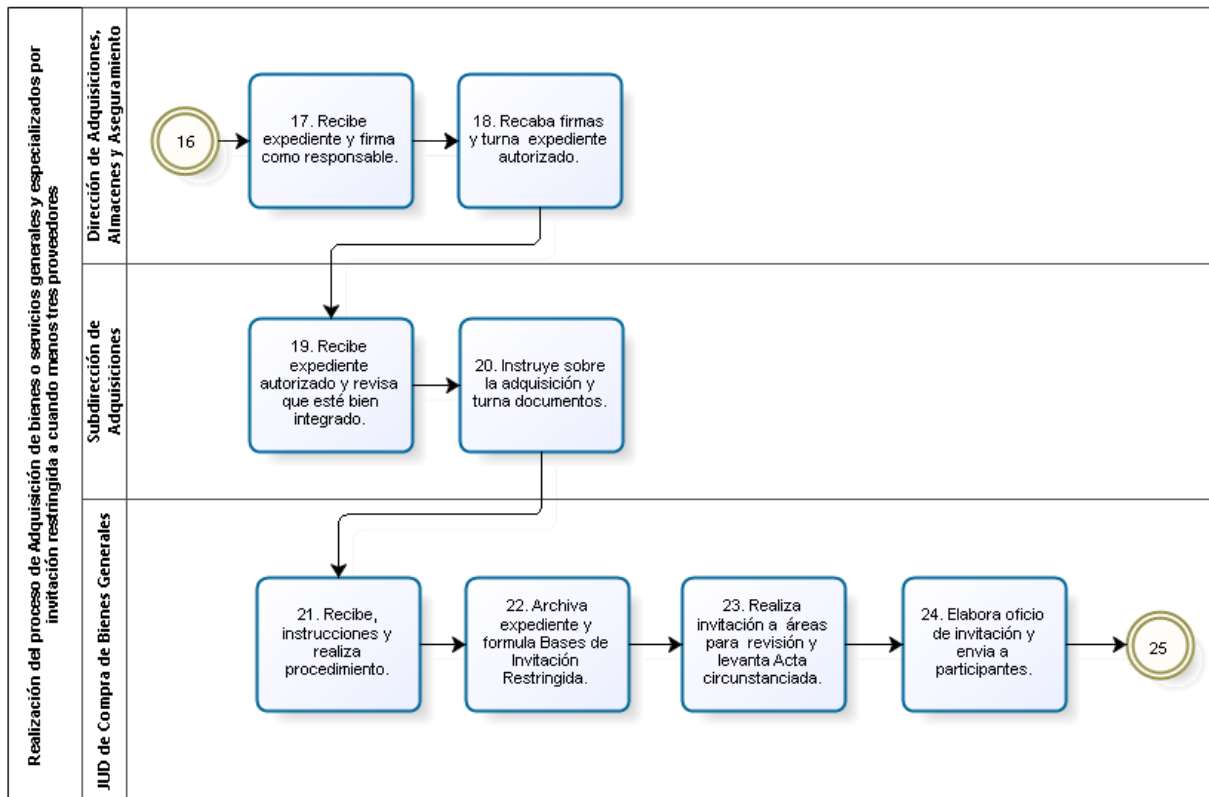 Realización del proceso de Adquisición de bienes o servicios generales y especializados por
invitación restringida a cuando menos tres proveedores
Dirección de Adquisiciones,
Almacenes y Aseguramiento
16
17. Recibe
expediente y firma
como responsable.
18. Recaba firmas
y turna expediente
autorizado.
Subdirección de
Adquisiciones
19. Recibe
expediente
autorizado y revisa
que esté bien
integrado.
20. Instruye sobre
la adquisición y
turna documentos.
JUD de Compra de Bienes Generales
21. Recibe,
instrucciones y
realiza
procedimiento.
22. Archiva
expediente y
formula Bases de
Invitación
Restringida.
23. Realiza
invitación a áreas
para revisión y
levanta Acta
circunstanciada.
24. Elabora oficio
de invitación y
envia a
participantes.
25